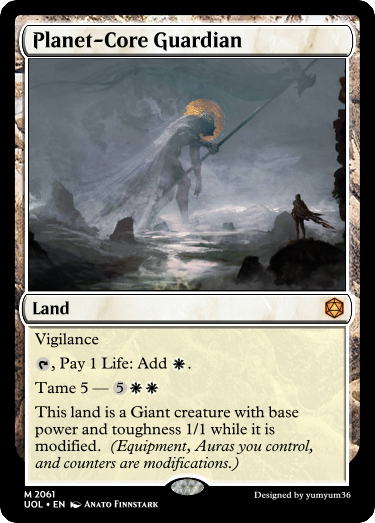 Planet-Core Guardian
Land
Vigilance
, Pay 1 Life: Add .
Tame 5 — 5
This land is a Giant creature with base
power and toughness 1/1 while it is
modified. (Equipment, Auras you control,
and counters are modifications.)
M 2061
UOL • EN Anato Finnstark
Designed by yumyum36